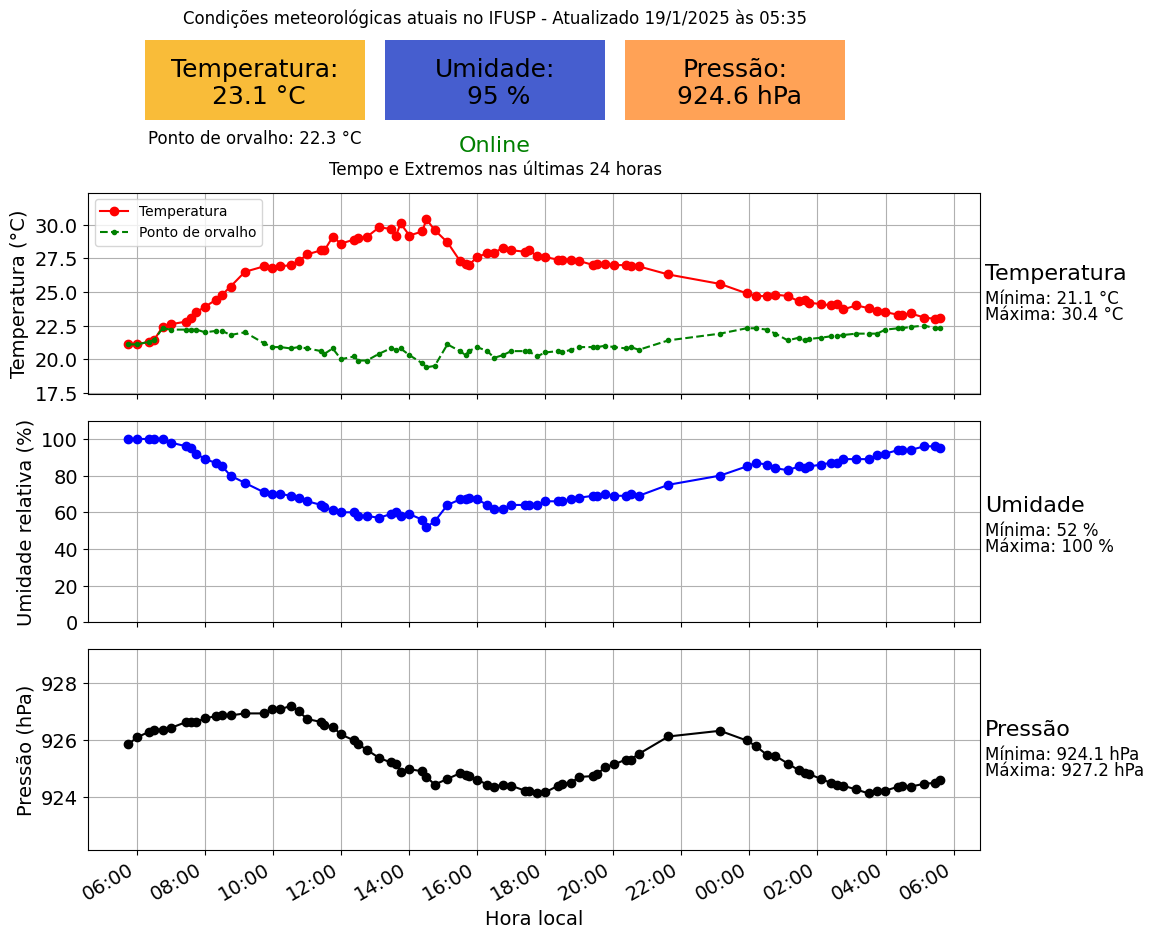 Condições meteorológicas atuais no IFUSP - Atualizado 19/1/2025 às 05:35
Temperatura:
23.1 °C
Umidade:
95 %
Pressão:
924.6 hPa
Ponto de orvalho: 22.3 °C
Online
Tempo e Extremos nas últimas 24 horas
Temperatura (°C)
30.0
27.5
25.0
22.5
20.0
17.5
Temperatura
Ponto de orvalho
Temperatura
Mínima: 21.1 °C
Máxima: 30.4 °C
Umidade relativa (%)
100
80
60
40
20
0
Umidade
Mínima: 52 %
Máxima: 100 %
Pressão (hPa)
928
926
924
Pressão
Mínima: 924.1 hPa
Máxima: 927.2 hPa
06:00 08:00 10:00 12:00 14:00 16:00 18:00 20:00 22:00 00:00 02:00 04:00 06:00
Hora local